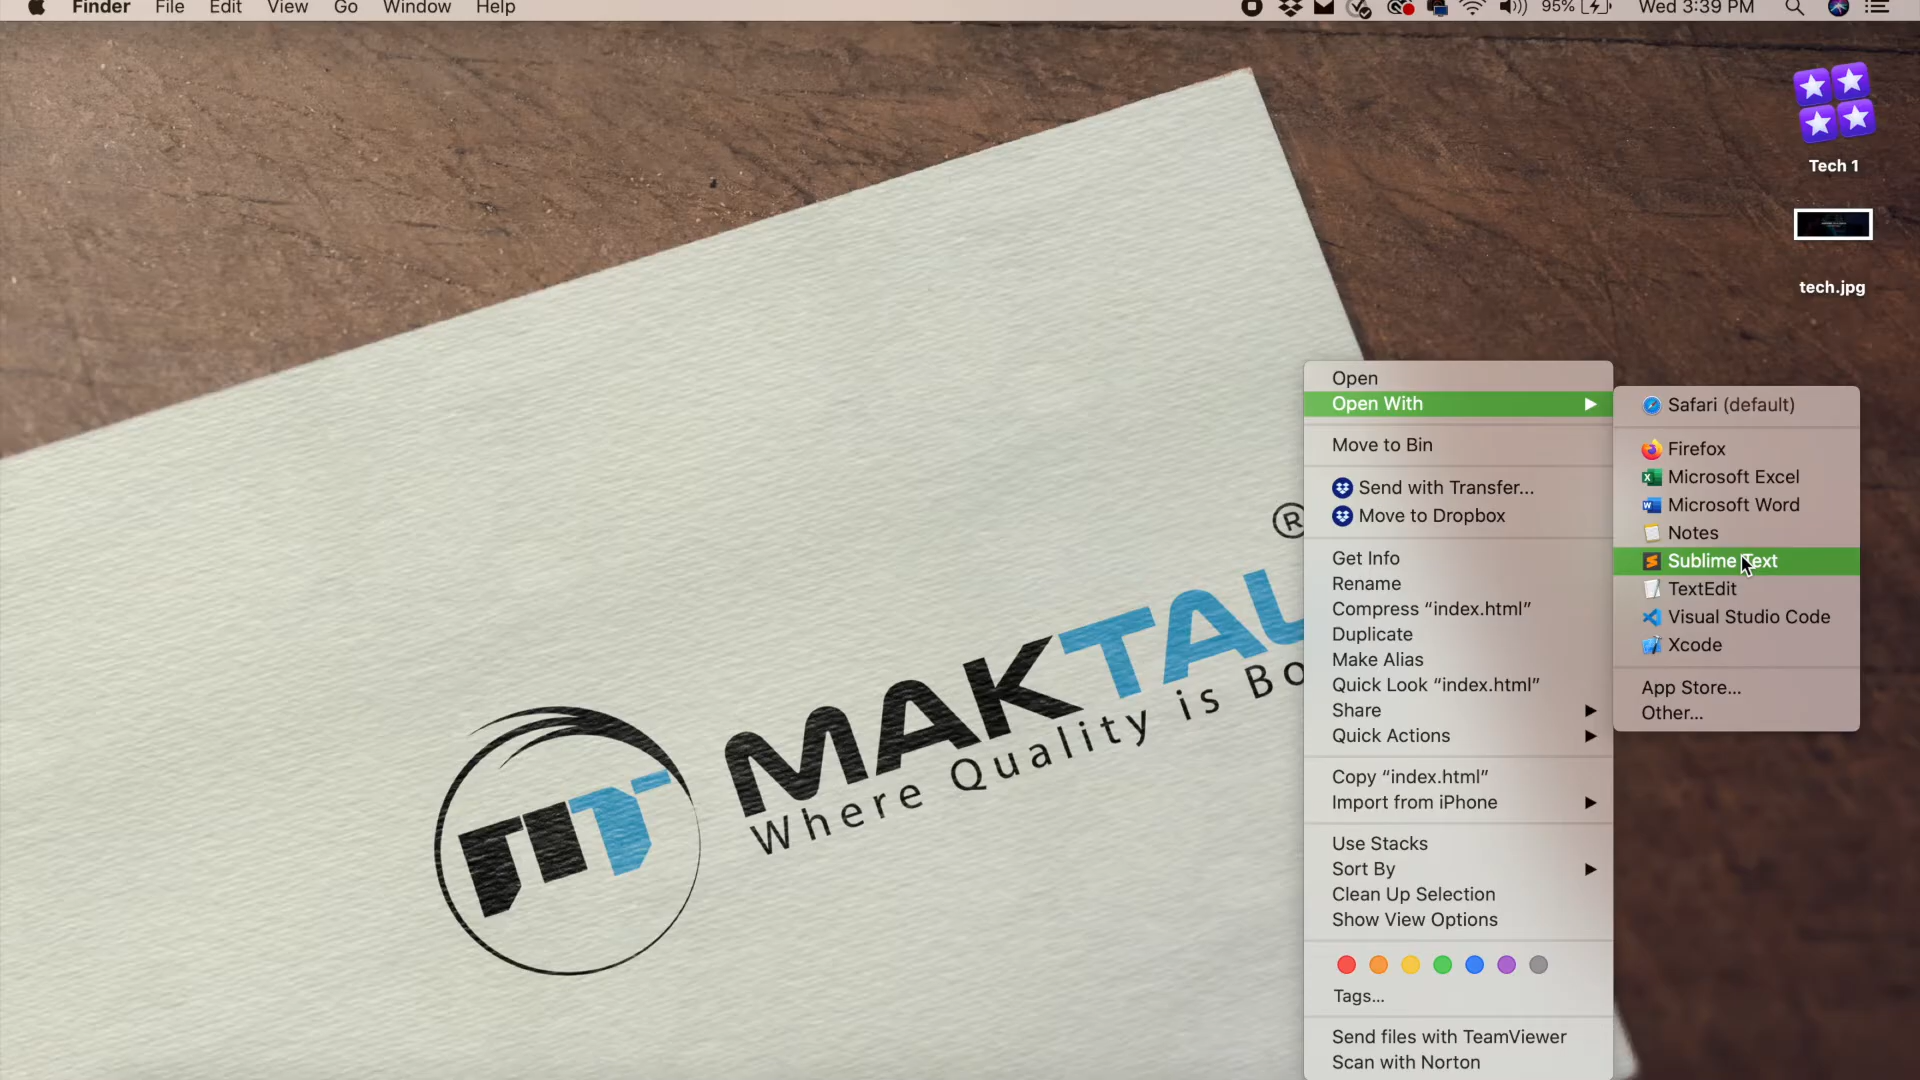 Finder File Edit View Go Window Help
95% Wed 3:39 PM
Tech 1
tech.jpg
Open
Open With
Move to Bin
Send with Transfer...
Move to Dropbox
Get Info
Rename
Compress “index.html”
Duplicate
Make Alias
Quick Look “index.html”
Share
Quick Actions
Copy “index.html”
Import from iPhone
Use Stacks
Sort By
Clean Up Selection
Show View Options
Tags...
Send files with TeamViewer
Scan with Norton
Safari (default)
Firefox
Microsoft Excel
Microsoft Word
Notes
Sublime Text
TextEdit
Visual Studio Code
Xcode
App Store...
Other...
®
MAKTAL
Where Quality is Bo
MT